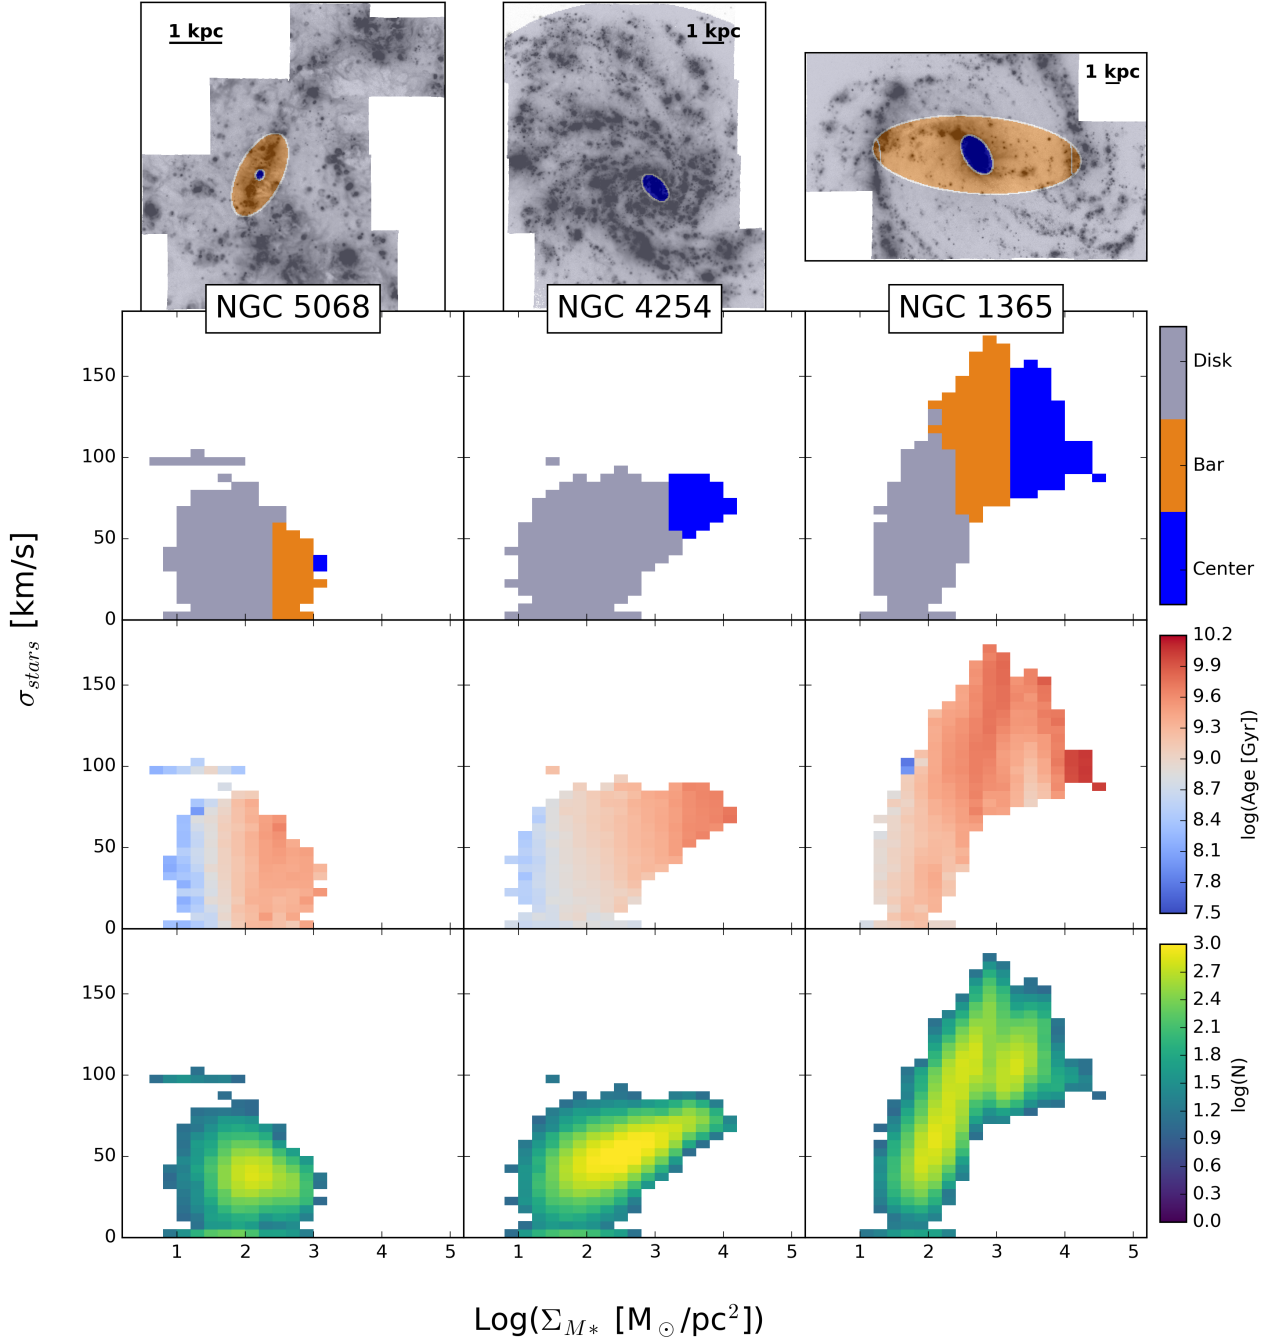 1 kpc
1 kpc
1 kpc
NGC 5068
NGC 4254
NGC 1365
150
100
50
0
Disk
Bar
Center
σ_stars [km/s]
150
100
50
0
10.2
9.9
9.6
9.3
9.0
8.7
8.4
8.1
7.8
7.5
log(Age [Gyr])
150
100
50
0
3.0
2.7
2.4
2.1
1.8
1.5
1.2
0.9
0.6
0.3
0.0
log(N)
1 2 3 4 5
1 2 3 4 5
1 2 3 4 5
Log(Σ_M* [M_⊙/pc²])